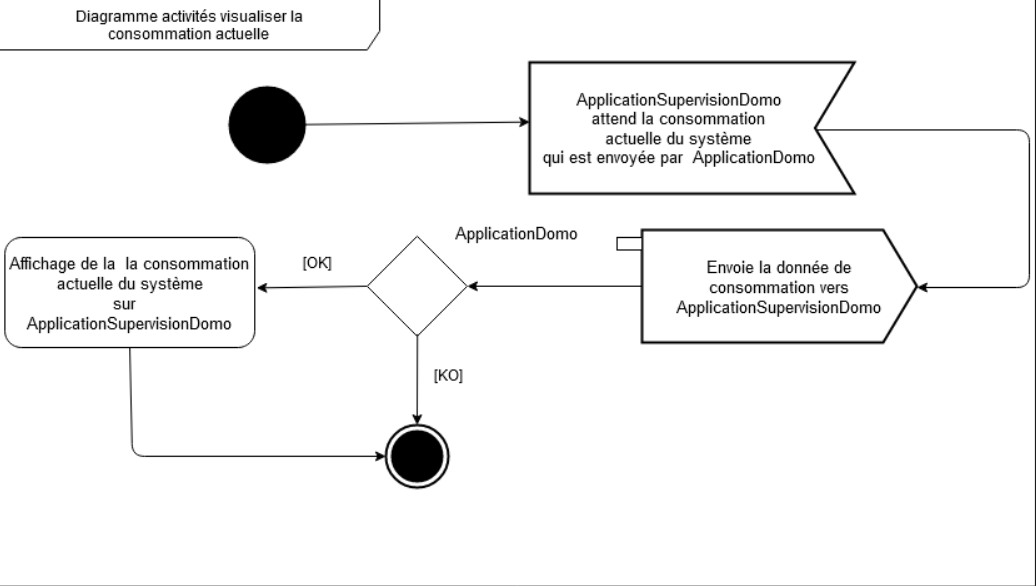 Diagramme activités visualiser la
consommation actuelle
ApplicationSupervisionDomo
attend la consommation
actuelle du système
qui est envoyée par ApplicationDomo
ApplicationDomo
Envoie la donnée de
consommation vers
ApplicationSupervisionDomo
[OK]
Affichage de la la consommation
actuelle du système
sur
ApplicationSupervisionDomo
[KO]